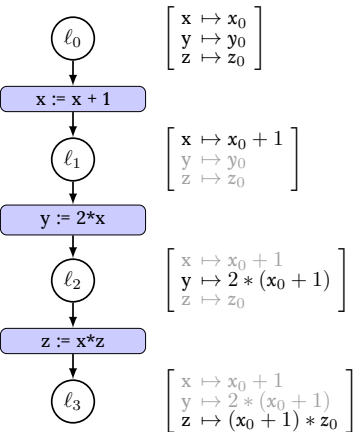 ℓ₀
x ↦ x₀
y ↦ y₀
z ↦ z₀
x := x + 1
ℓ₁
x ↦ x₀ + 1
y ↦ y₀
z ↦ z₀
y := 2*x
ℓ₂
x ↦ x₀ + 1
y ↦ 2 ∗ (x₀ + 1)
z ↦ z₀
z := x*z
ℓ₃
x ↦ x₀ + 1
y ↦ 2 ∗ (x₀ + 1)
z ↦ (x₀ + 1) ∗ z₀